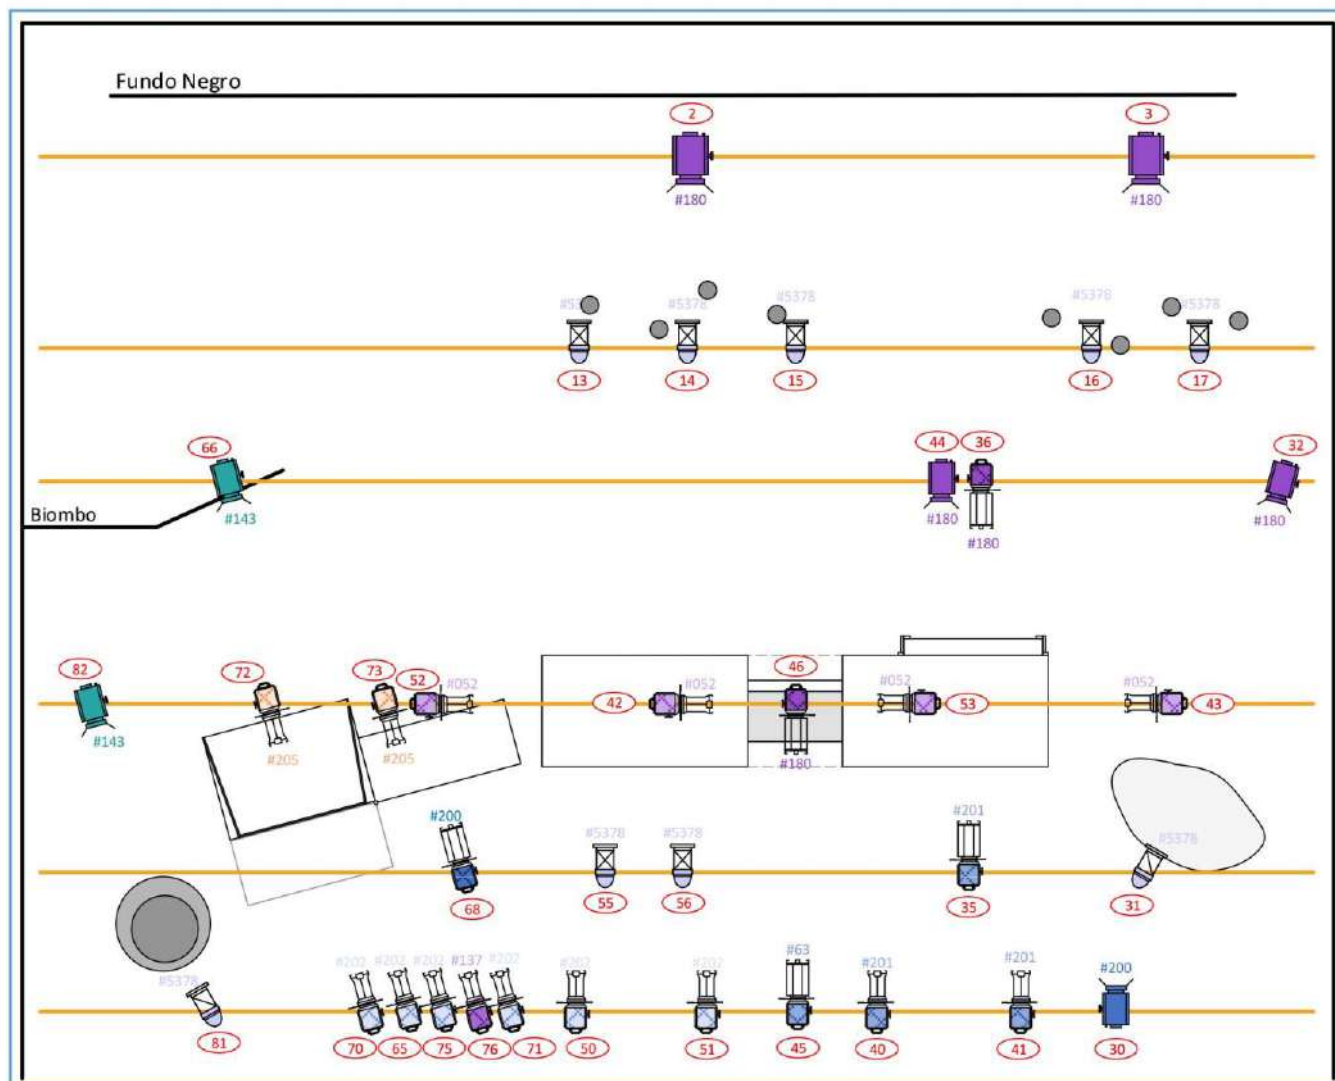 Fundo Negro
2 3
#180 #180
#5378 #5378 #5378 #5378
13 14 15 16 17
66 44 36 32
Biombo #143 #180 #180 #180
82 72 73 52 #052 42 #052 46 #052 53 #052 43
#143 #205 #205 #180
#200 #5378 #5378 #201 #5378
68 55 56 35 31
#5378 #202 #202 #202 #137 #202 #202 #202 #63 #201 #201 #200
81 70 65 75 76 71 50 51 45 40 41 30